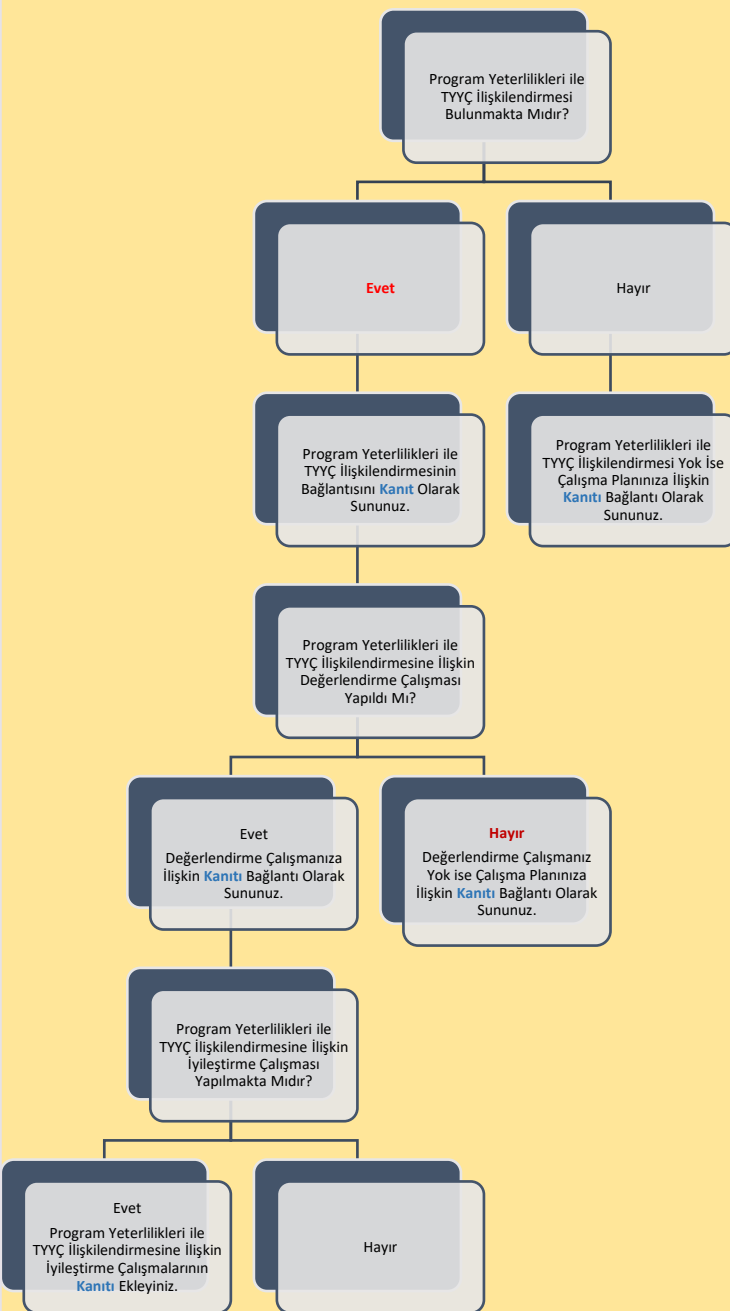 Program Yeterlilikleri ile
TYYÇ İlişkilendirmesi
Bulunmakta Mıdır?
Evet
Hayır
Program Yeterlilikleri ile
TYYÇ İlişkilendirmesinin
Bağlantısını Kanıt Olarak
Sununuz.
Program Yeterlilikleri ile
TYYÇ İlişkilendirmesi Yok İse
Çalışma Planınıza İlişkin
Kanıtı Bağlantı Olarak
Sununuz.
Program Yeterlilikleri ile
TYYÇ İlişkilendirmesine İlişkin
Değerlendirme Çalışması
Yapıldı Mı?
Evet
Değerlendirme Çalışmanıza
İlişkin Kanıtı Bağlantı Olarak
Sununuz.
Hayır
Değerlendirme Çalışmanız
Yok ise Çalışma Planınıza
İlişkin Kanıtı Bağlantı Olarak
Sununuz.
Program Yeterlilikleri ile
TYYÇ İlişkilendirmesine İlişkin
İyileştirme Çalışması
Yapılmakta Mıdır?
Evet
Program Yeterlilikleri ile
TYYÇ İlişkilendirmesine İlişkin
İyileştirme Çalışmalarının
Kanıtı Ekleyiniz.
Hayır